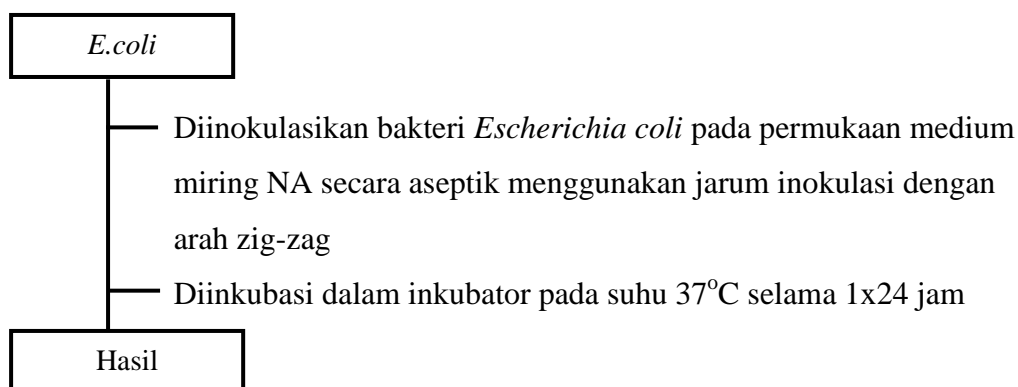 E.coli
Diinokulasikan bakteri Escherichia coli pada permukaan medium
miring NA secara aseptik menggunakan jarum inokulasi dengan
arah zig-zag
Diinkubasi dalam inkubator pada suhu 37°C selama 1x24 jam
Hasil